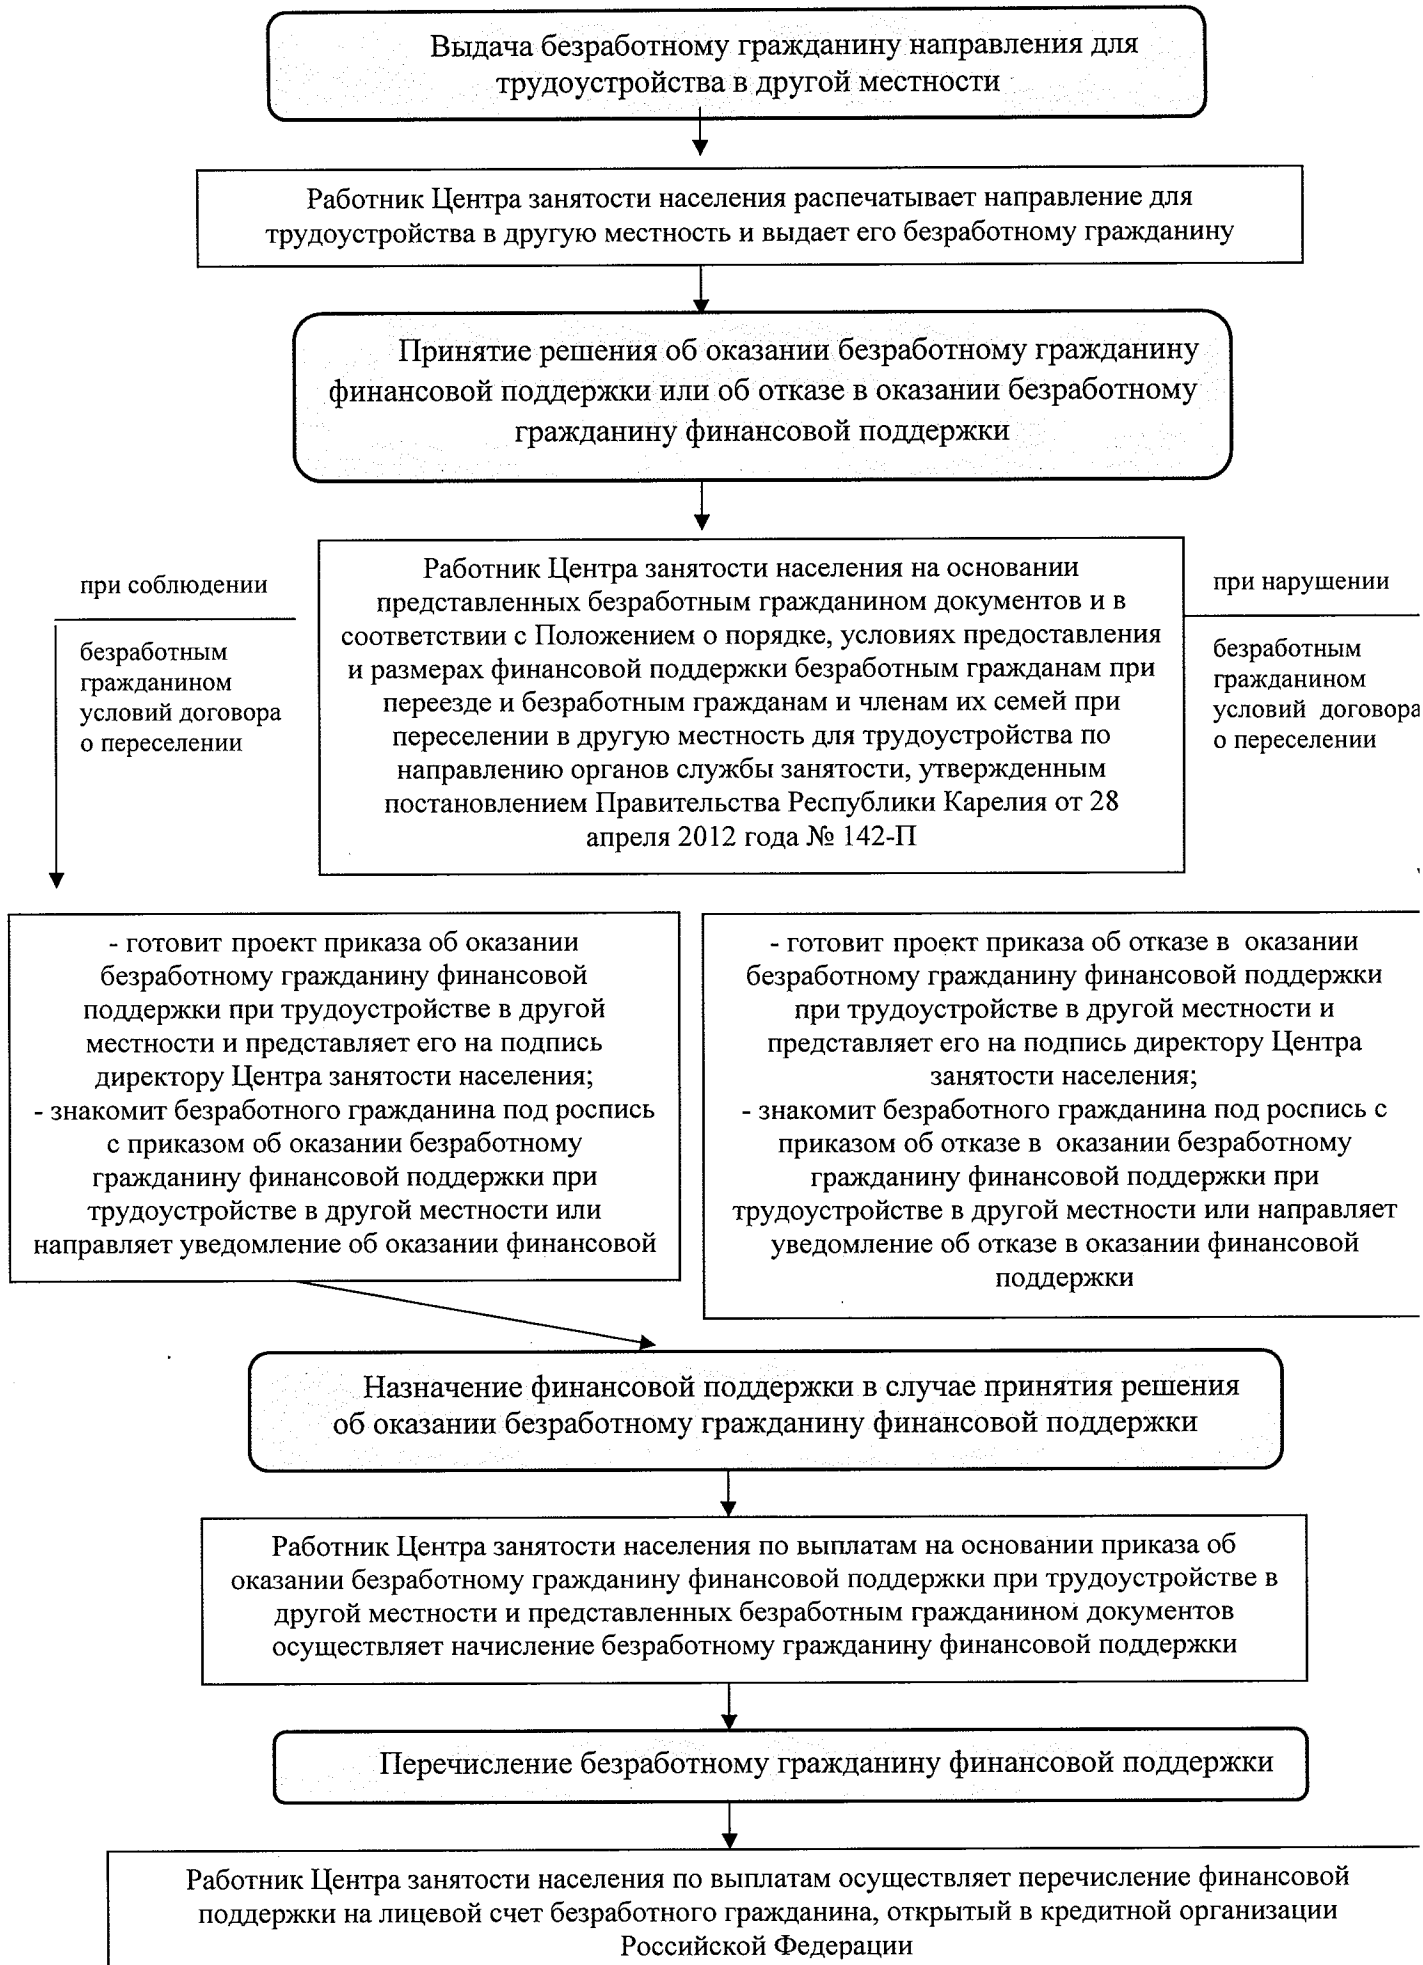 Выдача безработному гражданину направления для
трудоустройства в другой местности
Работник Центра занятости населения распечатывает направление для
трудоустройства в другую местность и выдает его безработному гражданину
Принятие решения об оказании безработному гражданину
финансовой поддержки или об отказе в оказании безработному
гражданину финансовой поддержки
при соблюдении
безработным
гражданином
условий договора
о переселении
Работник Центра занятости населения на основании
представленных безработным гражданином документов и в
соответствии с Положением о порядке, условиях предоставления
и размерах финансовой поддержки безработным гражданам при
переезде и безработным гражданам и членам их семей при
переселении в другую местность для трудоустройства по
направлению органов службы занятости, утвержденным
постановлением Правительства Республики Карелия от 28
апреля 2012 года № 142-П
при нарушении
безработным
гражданином
условий договора
о переселении
- готовит проект приказа об оказании
безработному гражданину финансовой
поддержки при трудоустройстве в другой
местности и представляет его на подпись
директору Центра занятости населения;
- знакомит безработного гражданина под роспись
с приказом об оказании безработному
гражданину финансовой поддержки при
трудоустройстве в другой местности или
направляет уведомление об оказании финансовой
- готовит проект приказа об отказе в оказании
безработному гражданину финансовой поддержки
при трудоустройстве в другой местности и
представляет его на подпись директору Центра
занятости населения;
- знакомит безработного гражданина под роспись с
приказом об отказе в оказании безработному
гражданину финансовой поддержки при
трудоустройстве в другой местности или направляет
уведомление об отказе в оказании финансовой
поддержки
Назначение финансовой поддержки в случае принятия решения
об оказании безработному гражданину финансовой поддержки
Работник Центра занятости населения по выплатам на основании приказа об
оказании безработному гражданину финансовой поддержки при трудоустройстве в
другой местности и представленных безработным гражданином документов
осуществляет начисление безработному гражданину финансовой поддержки
Перечисление безработному гражданину финансовой поддержки
Работник Центра занятости населения по выплатам осуществляет перечисление финансовой
поддержки на лицевой счет безработного гражданина, открытый в кредитной организации
Российской Федерации